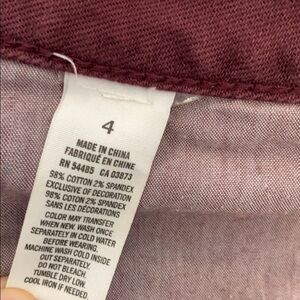 4
MADE IN CHINA
FABRIQUÉ EN CHINE
RN 54485 CA 03873
98% COTTON 2% SPANDEX
EXCLUSIVE OF DECORATION
98% COTTON 2% SPANDEX
SANS LES DÉCORATIONS
COLOR MAY TRANSFER
WHEN NEW. WASH ONCE
SEPARATELY IN COLD WATER
BEFORE WEARING.
MACHINE WASH COLD INSIDE
OUT SEPARATELY.
DO NOT BLEACH.
TUMBLE DRY LOW.
COOL IRON IF NEEDED.